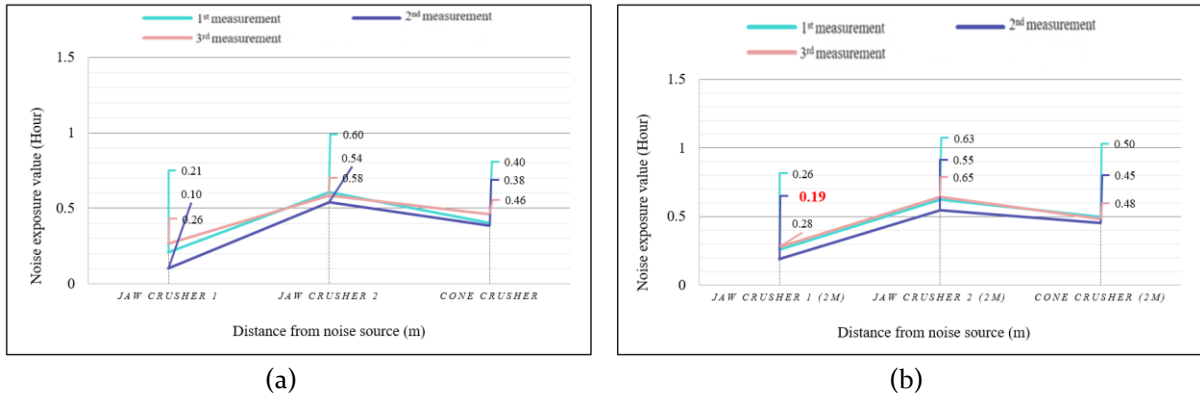 1st measurement 2nd measurement
3rd measurement
Noise exposure value (Hour)
1.5
1
0.5
0
0.21
0.10
0.26
0.60
0.54
0.58
0.40
0.38
0.46
JAW CRUSHER 1 JAW CRUSHER 2 CONE CRUSHER
Distance from noise source (m)
(a)
1st measurement 2nd measurement
3rd measurement
Noise exposure value (Hour)
1.5
1
0.5
0
0.26
0.19
0.28
0.63
0.55
0.65
0.50
0.45
0.48
JAW CRUSHER 1 (2M) JAW CRUSHER 2 (2M) CONE CRUSHER (2M)
Distance from noise source (m)
(b)